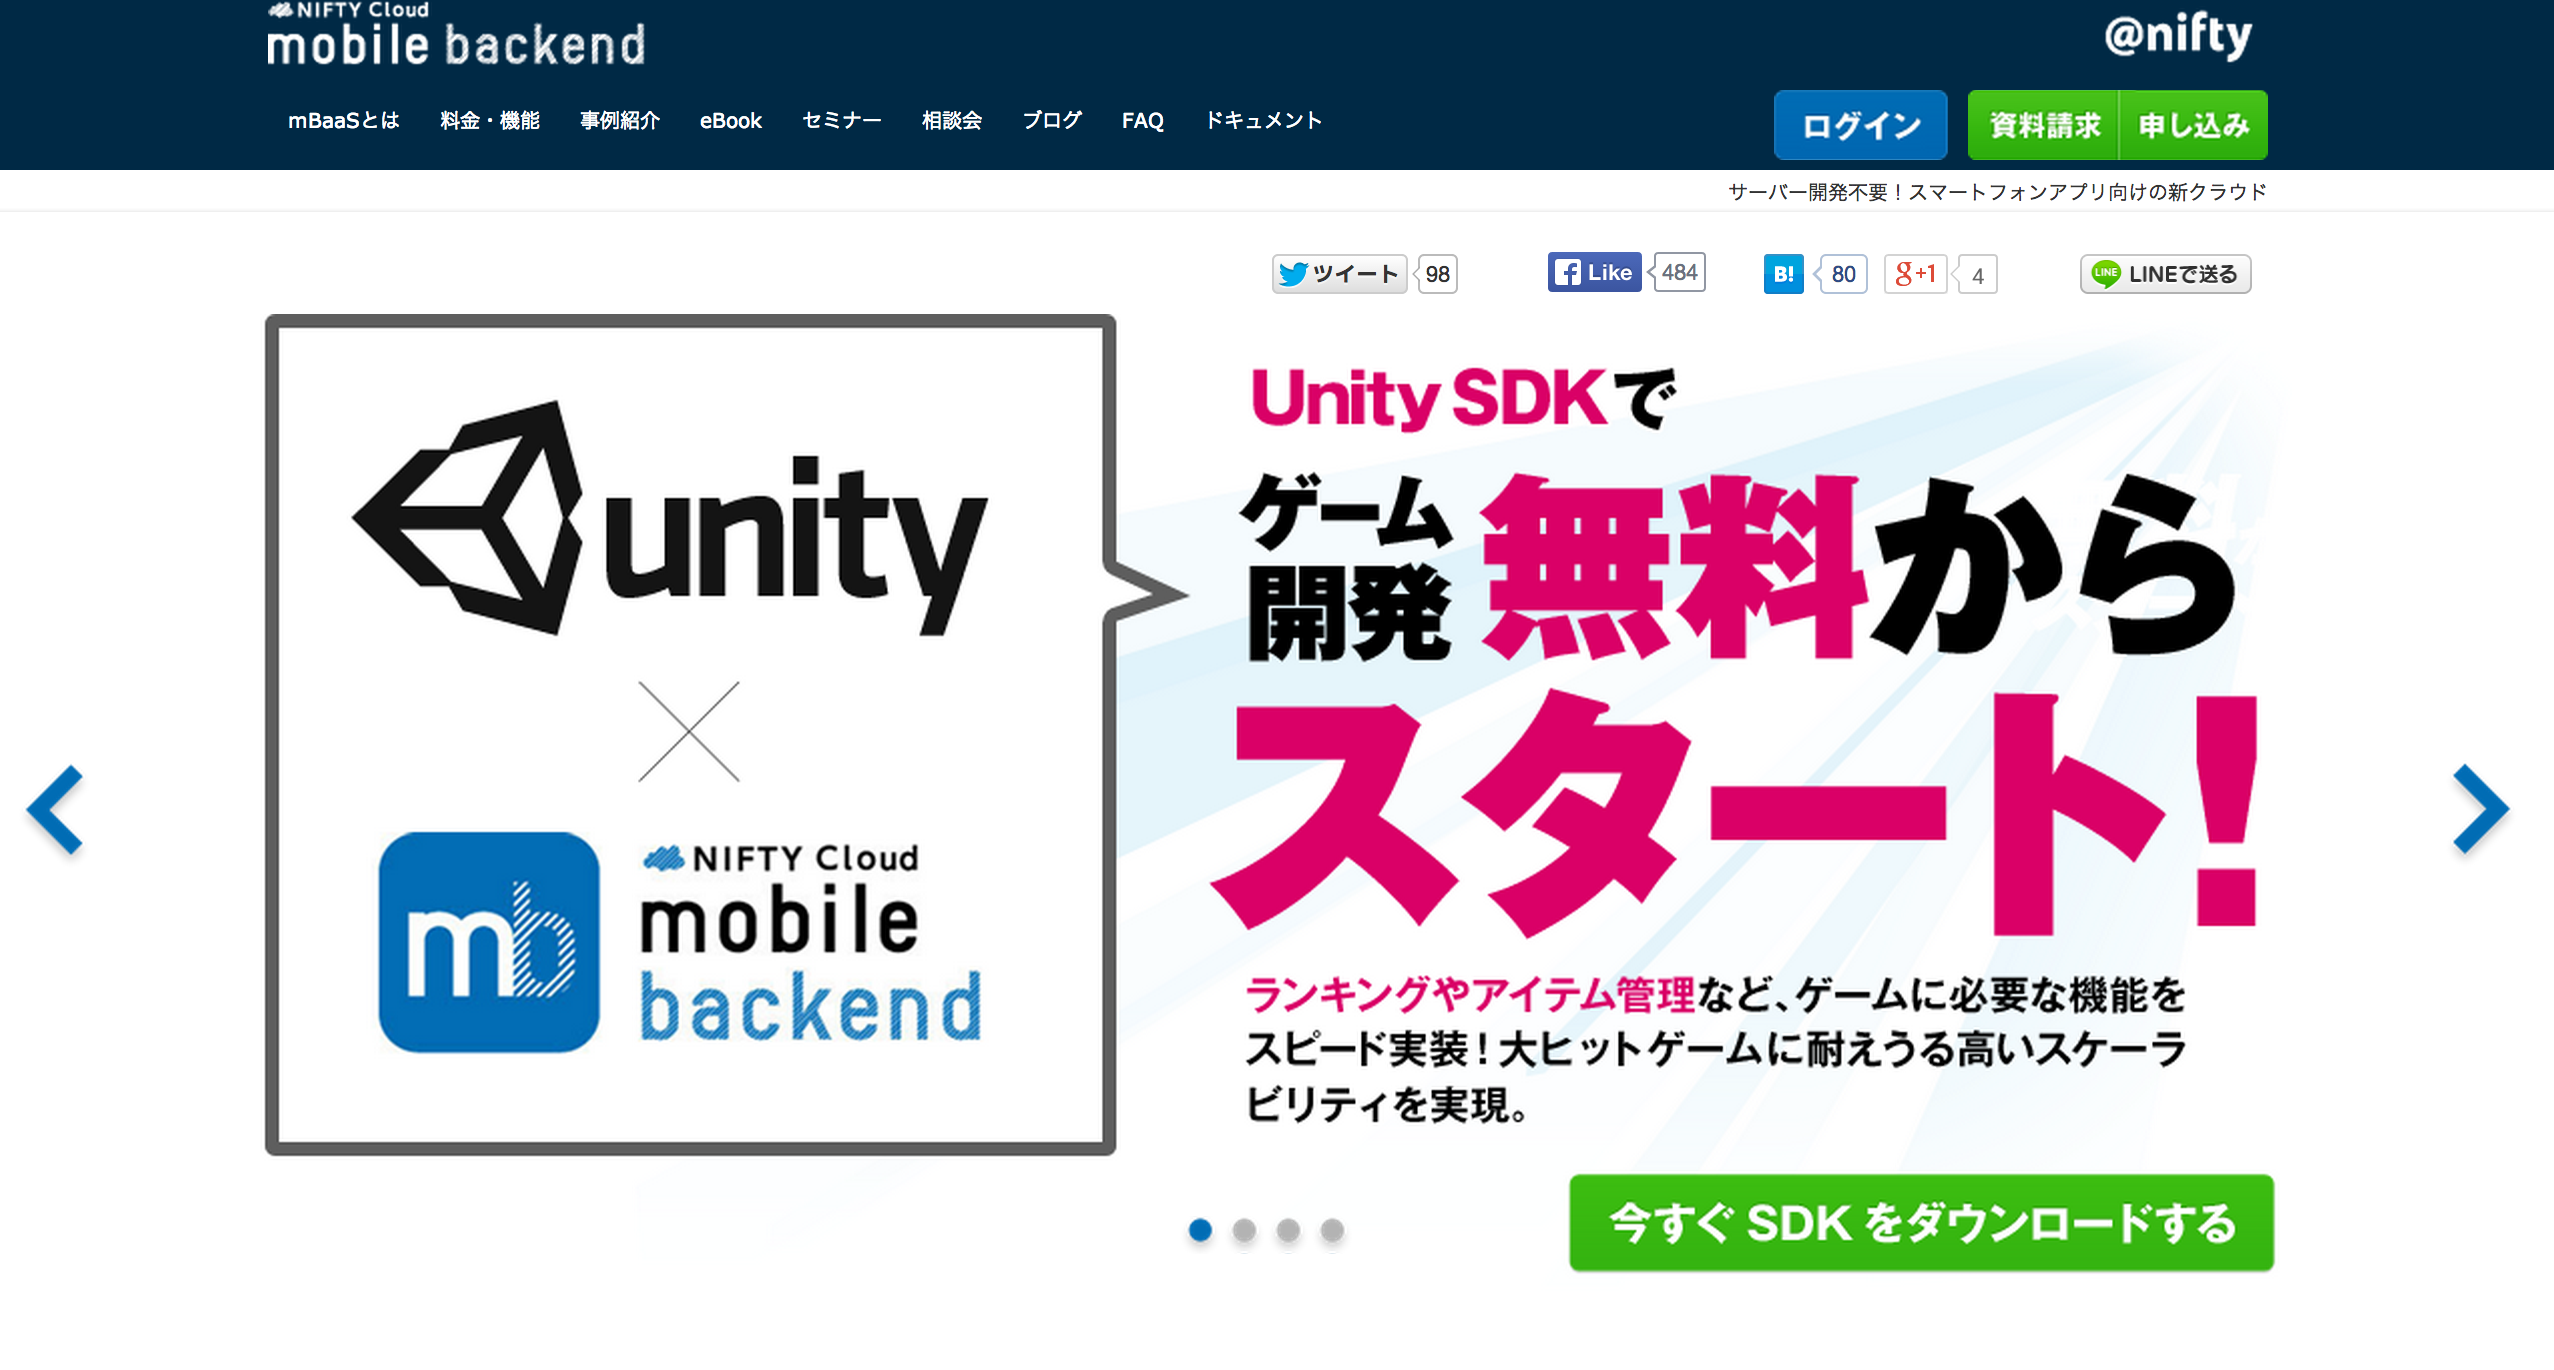 NIFTY Cloud
mobile backend
@nifty
mBaaSとは 料金・機能 事例紹介 eBook セミナー 相談会 ブログ FAQ ドキュメント
ログイン 資料請求 申し込み
サーバー開発不要！スマートフォンアプリ向けの新クラウド
ツイート 98 Like 484 B! 80 g+1 4 LINE LINEで送る
unity
mb
NIFTY Cloud
mobile
backend
Unity SDKで
ゲーム
開発
無料から
スタート!
ランキングやアイテム管理など、ゲームに必要な機能を
スピード実装！大ヒットゲームに耐えうる高いスケーラ
ビリティを実現。
今すぐ SDK をダウンロードする